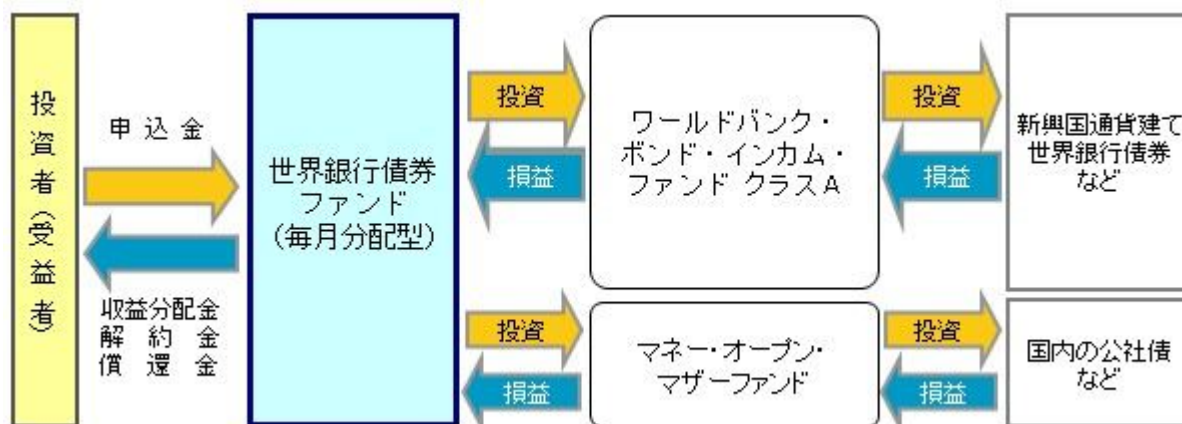 投資者(受益者)
申込金
収益分配金
解約金
償還金
世界銀行債券
ファンド
(毎月分配型)
投資
損益
ワールドバンク・
ボンド・インカム・
ファンド クラスA
投資
損益
新興国通貨建て
世界銀行債券
など
投資
損益
マネー・オープン・
マザーファンド
投資
損益
国内の公社債
など